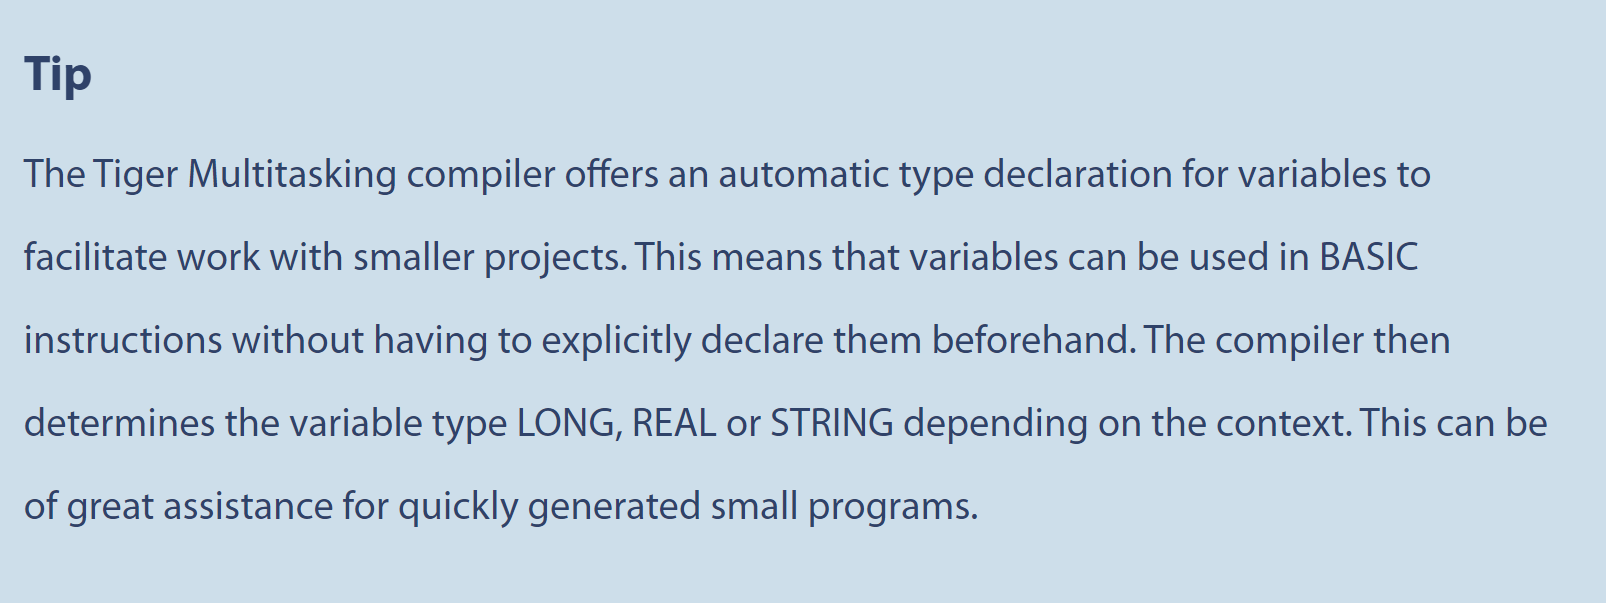 Tip
The Tiger Multitasking compiler offers an automatic type declaration for variables to
facilitate work with smaller projects. This means that variables can be used in BASIC
instructions without having to explicitly declare them beforehand. The compiler then
determines the variable type LONG, REAL or STRING depending on the context. This can be
of great assistance for quickly generated small programs.